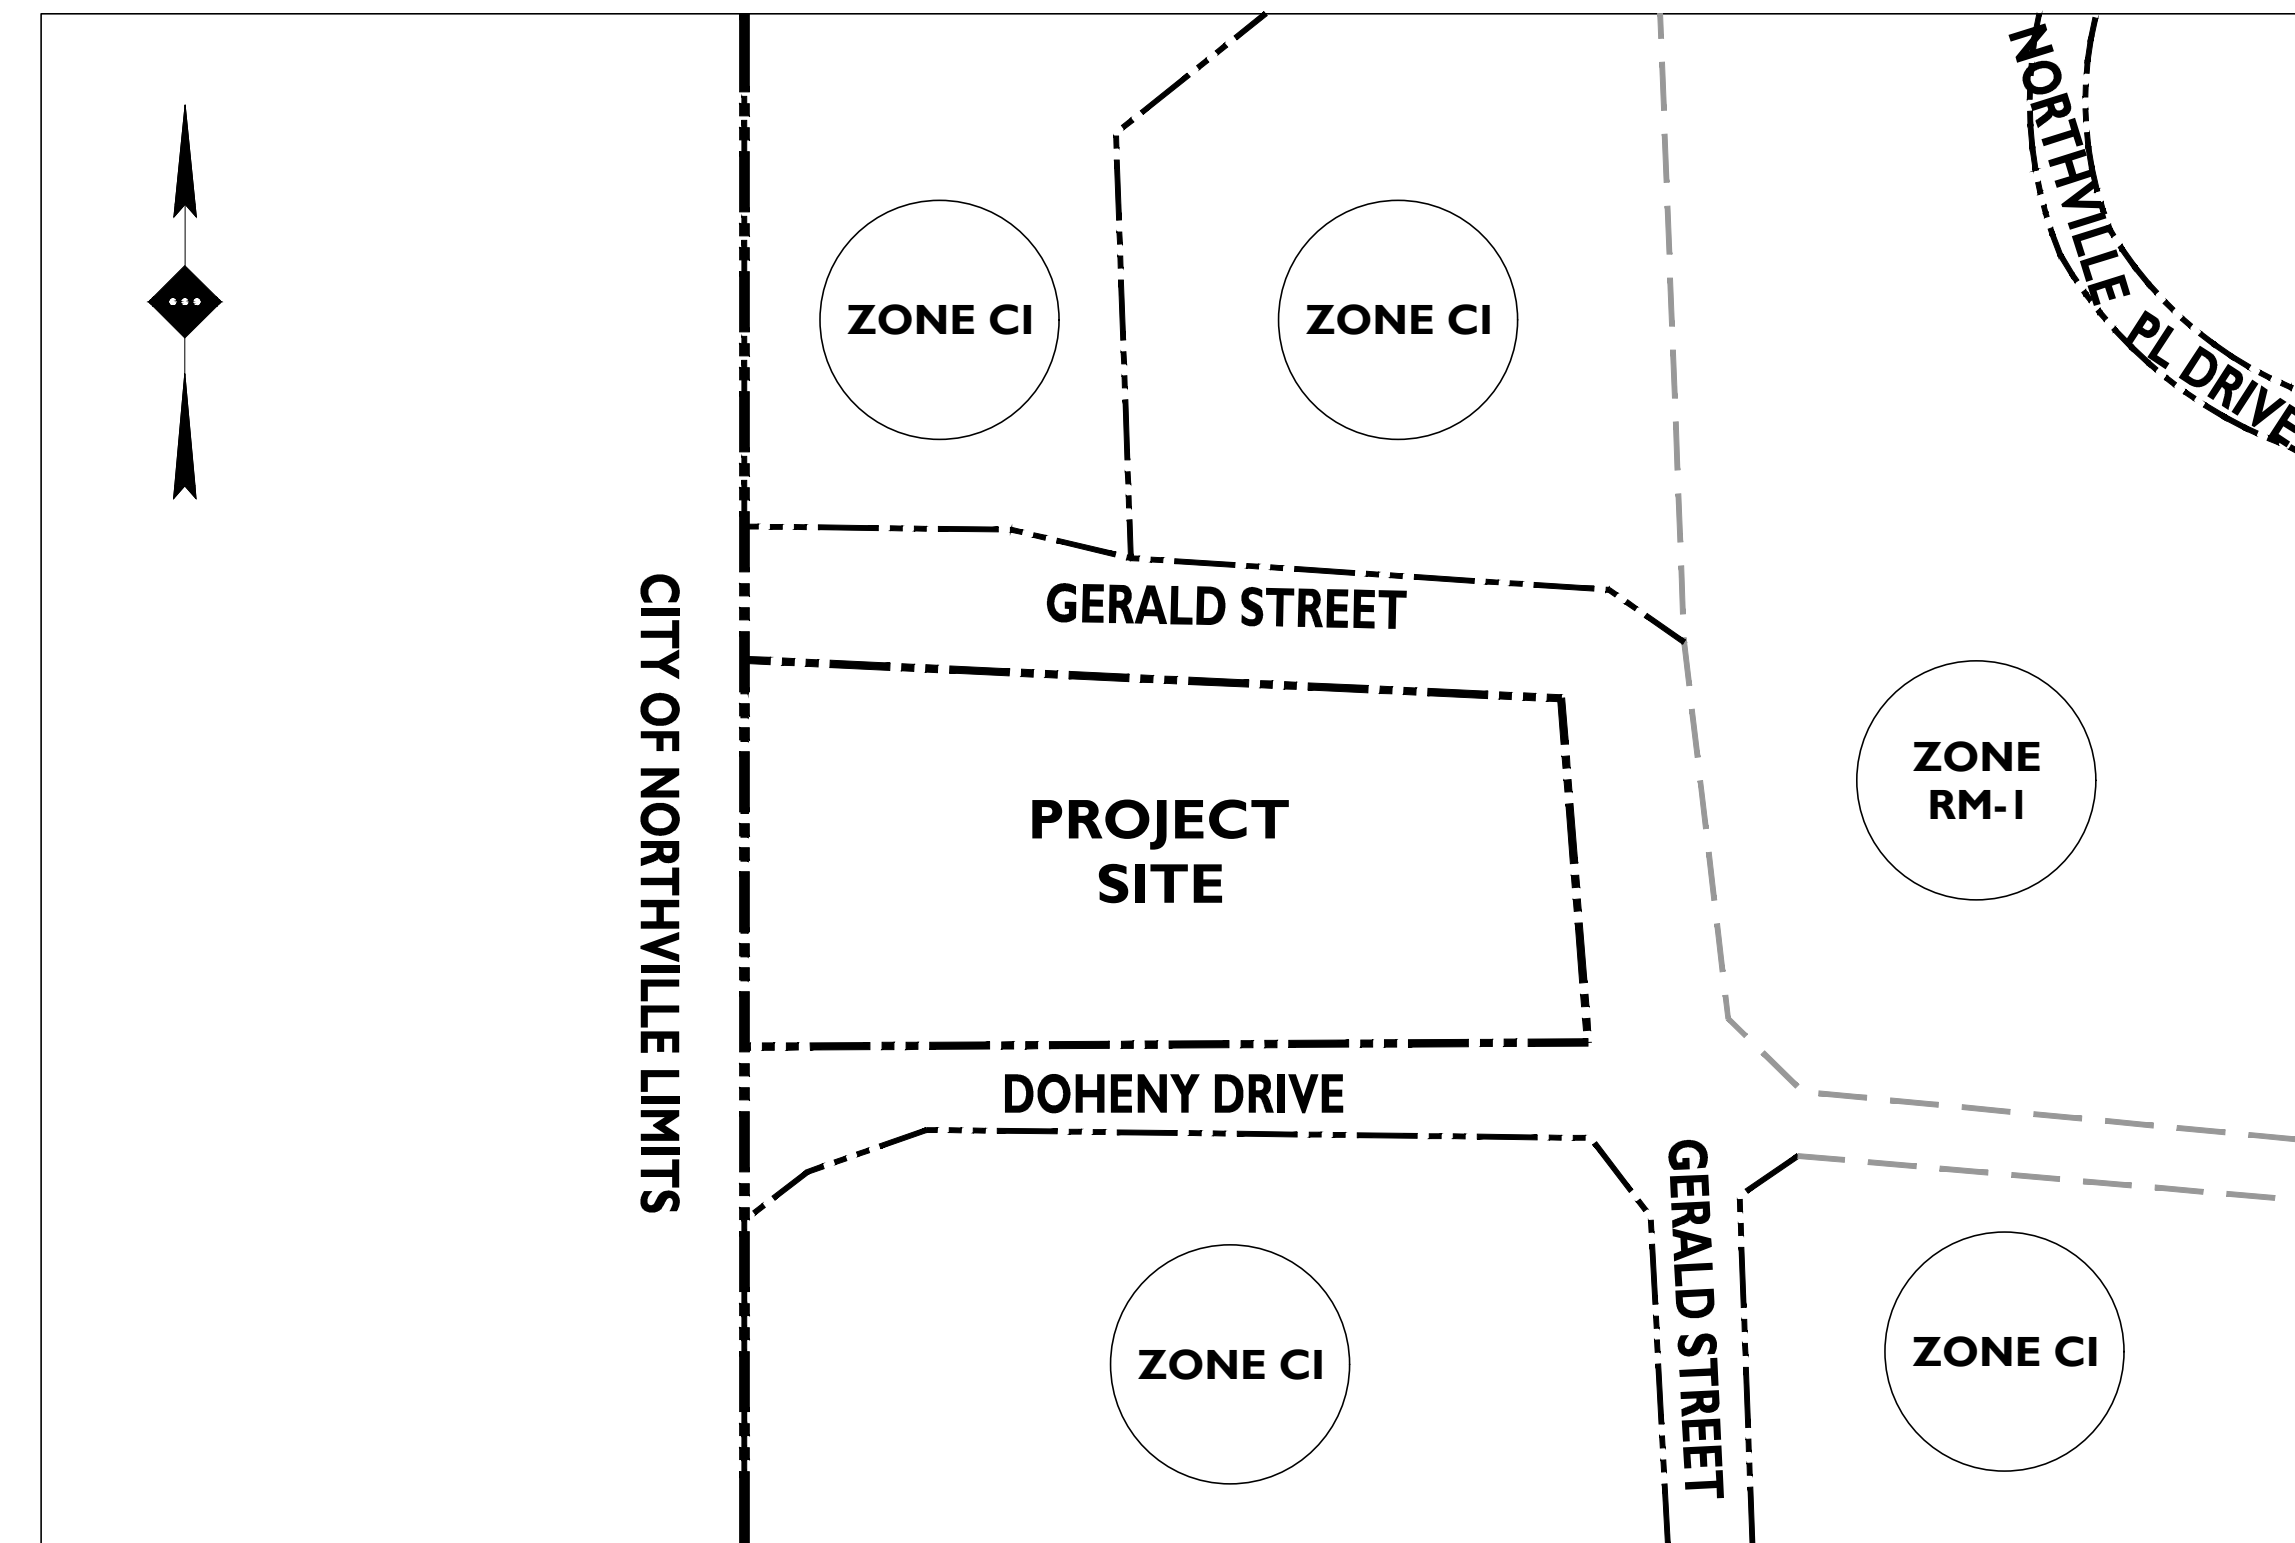 NORTHVILLE PL DRIVE
ZONE CI
ZONE CI
GERALD STREET
CITY OF NORTHVILLE LIMITS
ZONE
RM-1
PROJECT
SITE
DOHENY DRIVE
GERALD STREET
ZONE CI
ZONE CI